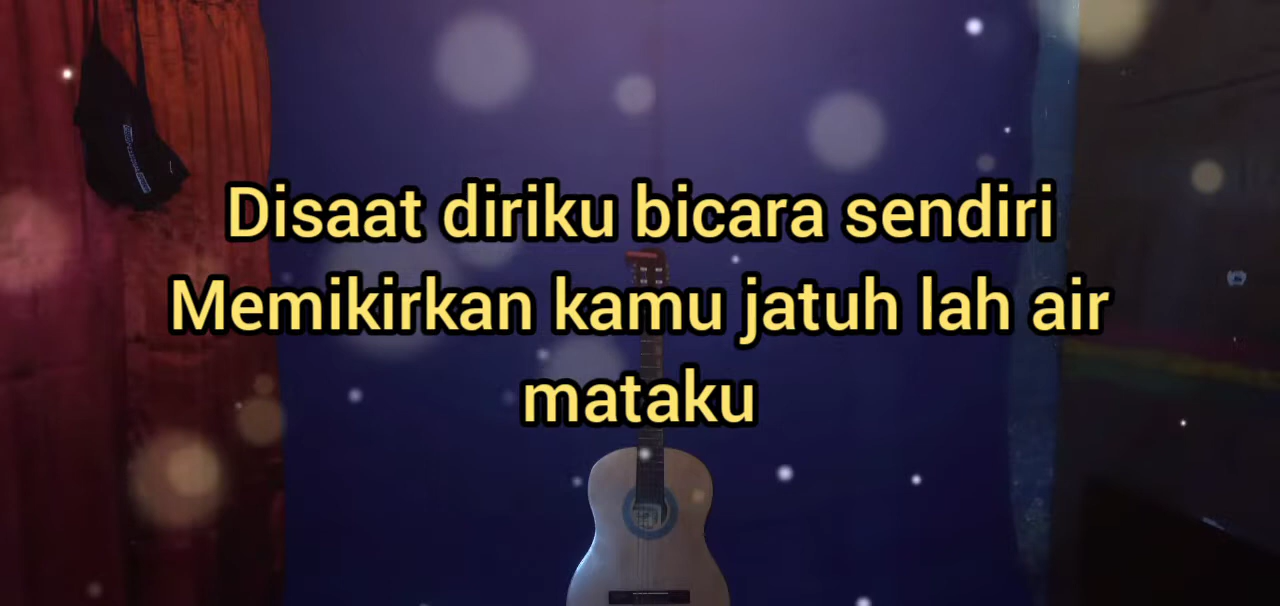 Disaat diriku bicara sendiri
Memikirkan kamu jatuh lah air
mataku